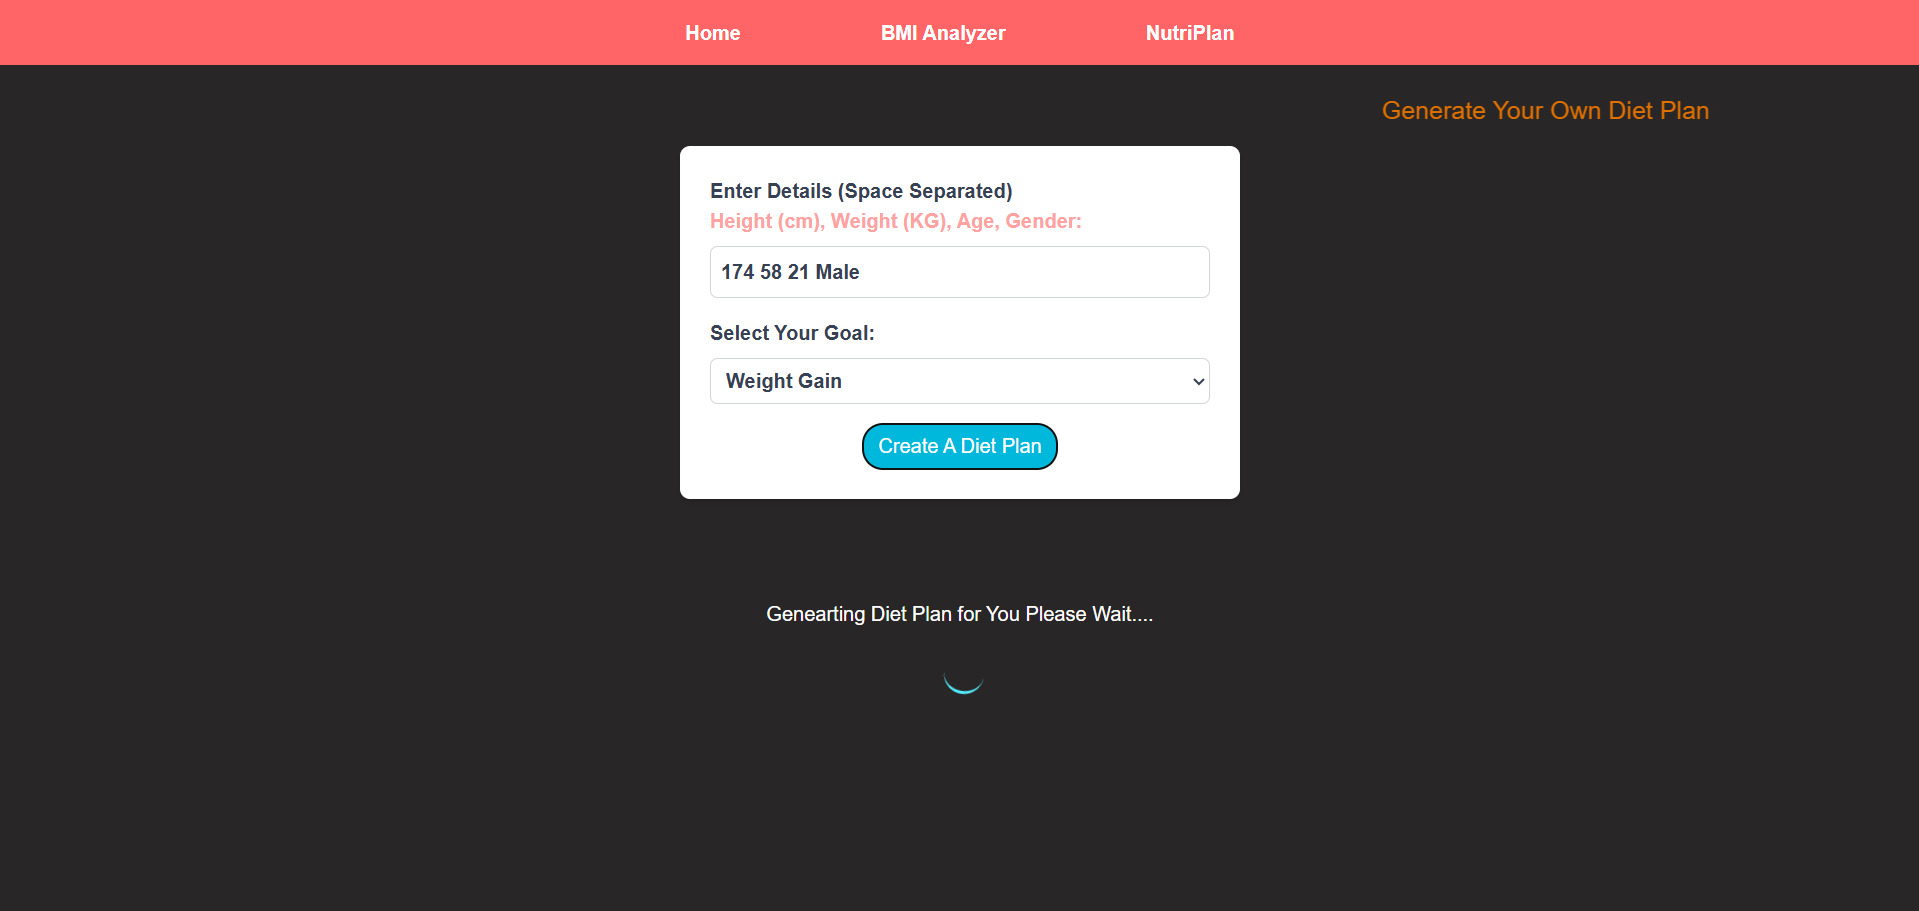 Home BMI Analyzer NutriPlan
Generate Your Own Diet Plan
Enter Details (Space Separated)
Height (cm), Weight (KG), Age, Gender:
174 58 21 Male
Select Your Goal:
Weight Gain
Create A Diet Plan
Genearting Diet Plan for You Please Wait....